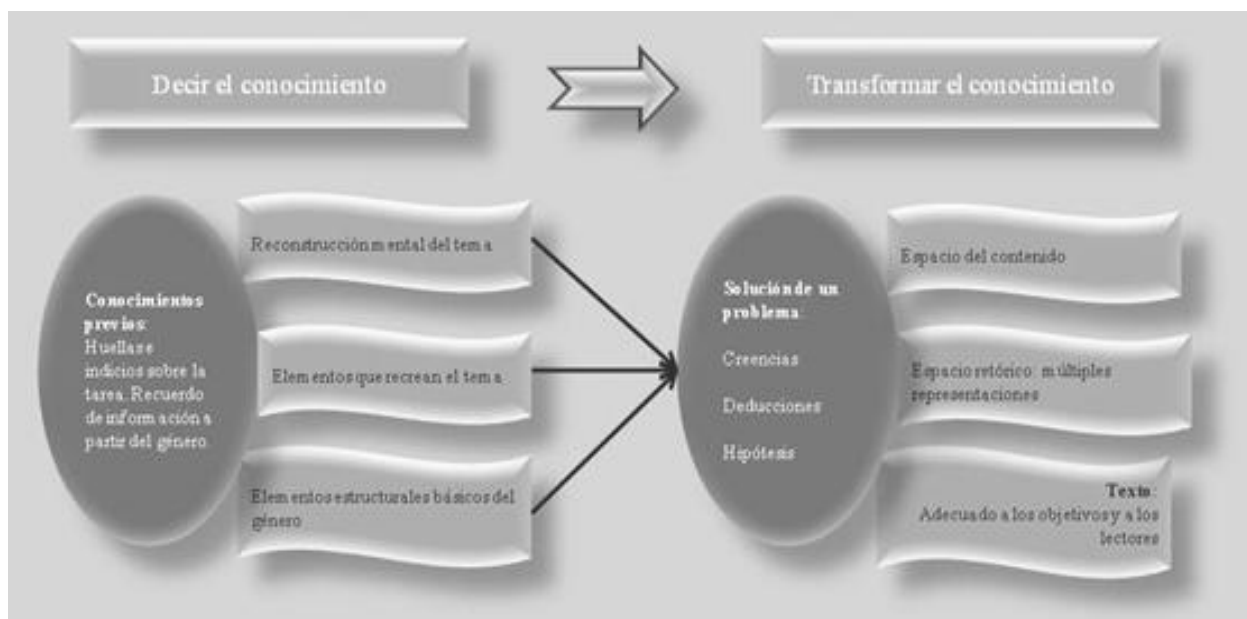 Decir el conocimiento
Transformar el conocimiento
Conocimientos
previos:
Huellas e
indicios sobre la
tarea. Recuerdo
de información a
partir del género
Reconstrucción mental del tema
Elementos que recrean el tema
Elementos estructurales básicos del
género
Solución de un
problema
Creencias
Deducciones
Hipótesis
Espacio del contenido
Espacio retórico: múltiples
representaciones
Texto:
Adecuado a los objetivos y a los
lectores